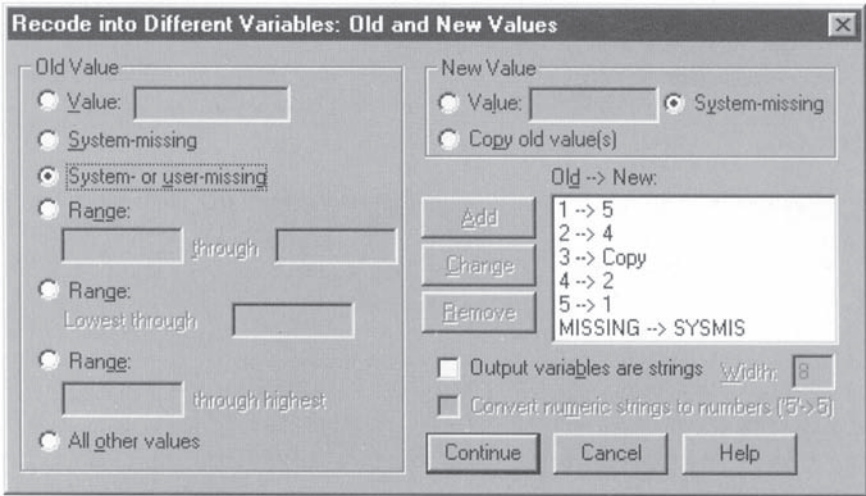 Recode into Different Variables: Old and New Values
Old Value
Value:
System-missing
System- or user-missing
Range:
through
Range:
Lowest through
Range:
through highest
All other values
New Value
Value:
System-missing
Copy old value(s)
Old --> New:
Add
Change
Remove
1 --> 5
2 --> 4
3 --> Copy
4 --> 2
5 --> 1
MISSING --> SYSMIS
Output variables are strings
Width: 8
Convert numeric strings to numbers ('5'->5)
Continue
Cancel
Help